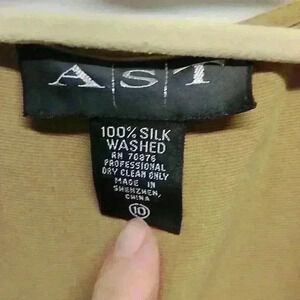 A|S|T
100% SILK
WASHED
RN 70876
PROFESSIONAL
DRY CLEAN ONLY
MADE IN
SHENZHEN,
CHINA
10